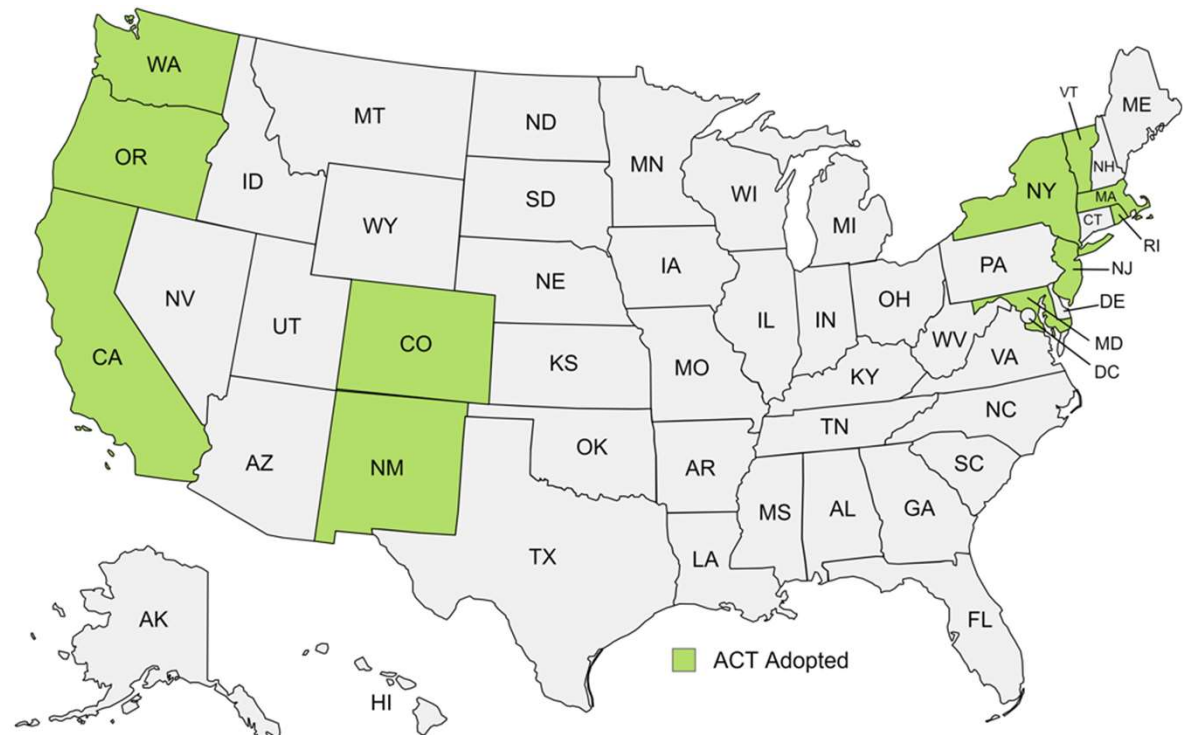 WA
MT
ND
MN
VT
ME
OR
ID
SD
WI
MI
NY
NH
MA
CT
RI
WY
IA
PA
NJ
NV
UT
NE
IL
IN
OH
DE
CA
CO
KS
MO
WV
VA
MD
DC
KY
AZ
NM
OK
AR
TN
NC
SC
TX
LA
MS
AL
GA
AK
FL
HI
ACT Adopted